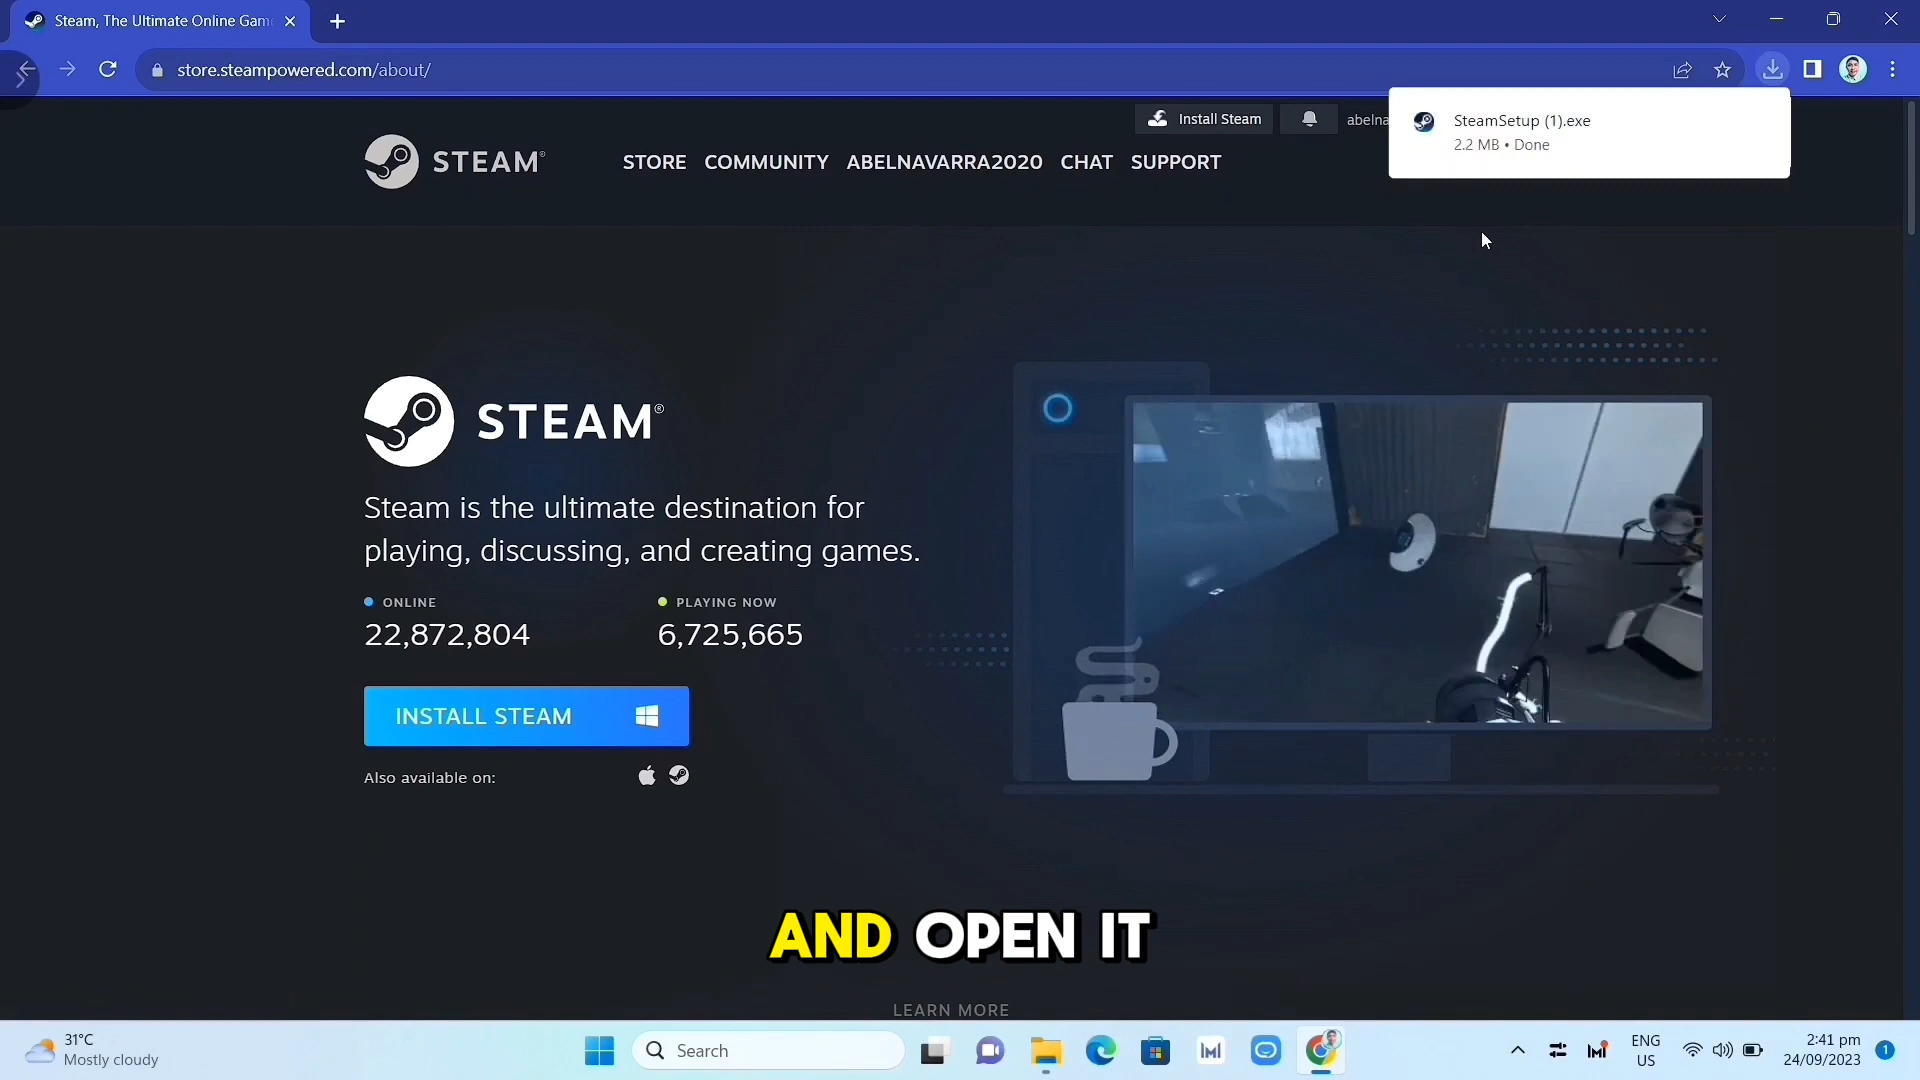 Steam, The Ultimate Online Gam
store.steampowered.com/about/
Install Steam
abelna
SteamSetup (1).exe
2.2 MB • Done
STEAM®
STORE COMMUNITY ABELNAVARRA2020 CHAT SUPPORT
STEAM®
Steam is the ultimate destination for
playing, discussing, and creating games.
ONLINE
22,872,804
PLAYING NOW
6,725,665
INSTALL STEAM
Also available on:
AND OPEN IT
LEARN MORE
31°C
Mostly cloudy
Search
ENG
US
2:41 pm
24/09/2023
1